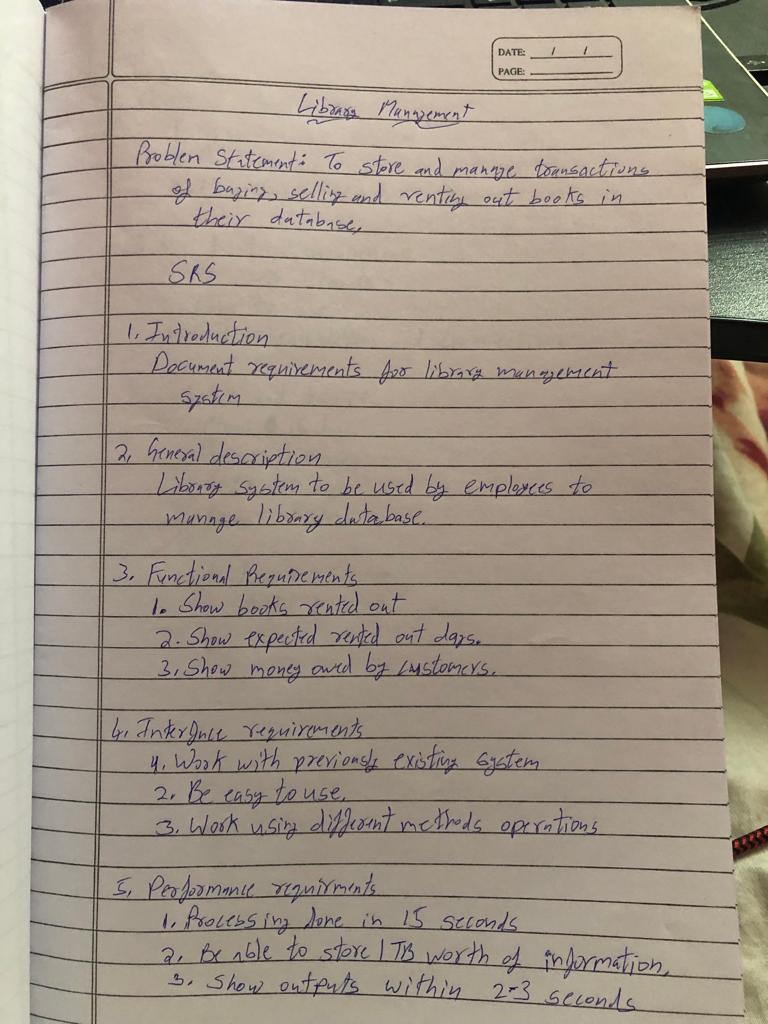 DATE: / /
PAGE:
Library Management
Problem Statement: To store and manage transactions
of buying, selling and renting out books in
their database.
SRS
1. Introduction
Document requirements for library management
system
2. General description
Library system to be used by employees to
manage library database.
3. Functional Requirements
1. Show books rented out
2. Show expected rented out days.
3. Show money owed by customers.
4. Interface requirements
1. Work with previously existing system
2. Be easy to use.
3. Work using different methods operations
5. Performance requirments
1. Processing done in 15 seconds
2. Be able to store 1 TB worth of information.
3. Show outputs within 2-3 seconds